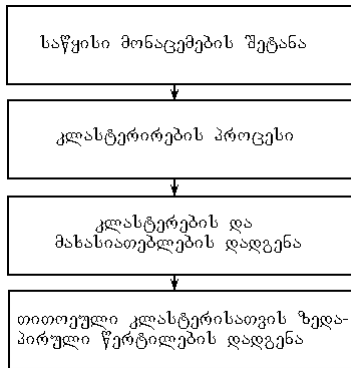 საწყისი მონაცემების შეტანა
კლასტერირების პროცესი
კლასტერების და
მახასიათებლების დადგენა
თითოეული კლასტერისათვის ზედა-
პირული წერტილების დადგენა